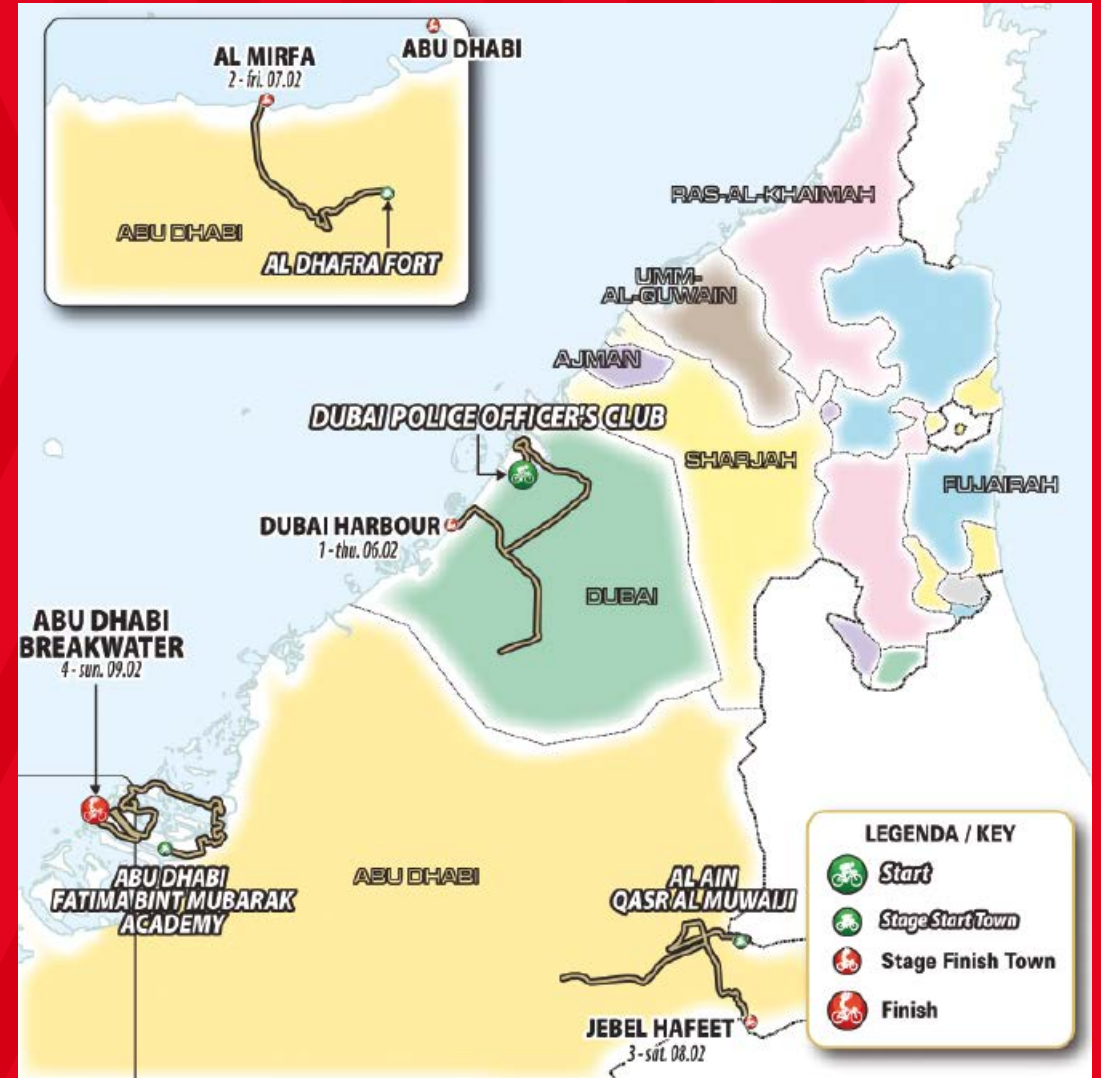 AL MIRFA
2 - fri. 07.02
ABU DHABI
ABU DHABI
AL DHAFRA FORT
RAS-AL-KHAIMAH
UMM-
AL-QUWAIN
AJMAN
DUBAI POLICE OFFICER'S CLUB
SHARJAH
FUJAIRAH
DUBAI HARBOUR
1 - thu. 06.02
DUBAI
ABU DHABI
BREAKWATER
4 - sun. 09.02
ABU DHABI
FATIMA BINT MUBARAK
ACADEMY
ABU DHABI
AL AIN
QASR AL MUWAIJI
JEBEL HAFEET
3 - sat. 08.02
LEGENDA / KEY
Start
Stage Start Town
Stage Finish Town
Finish